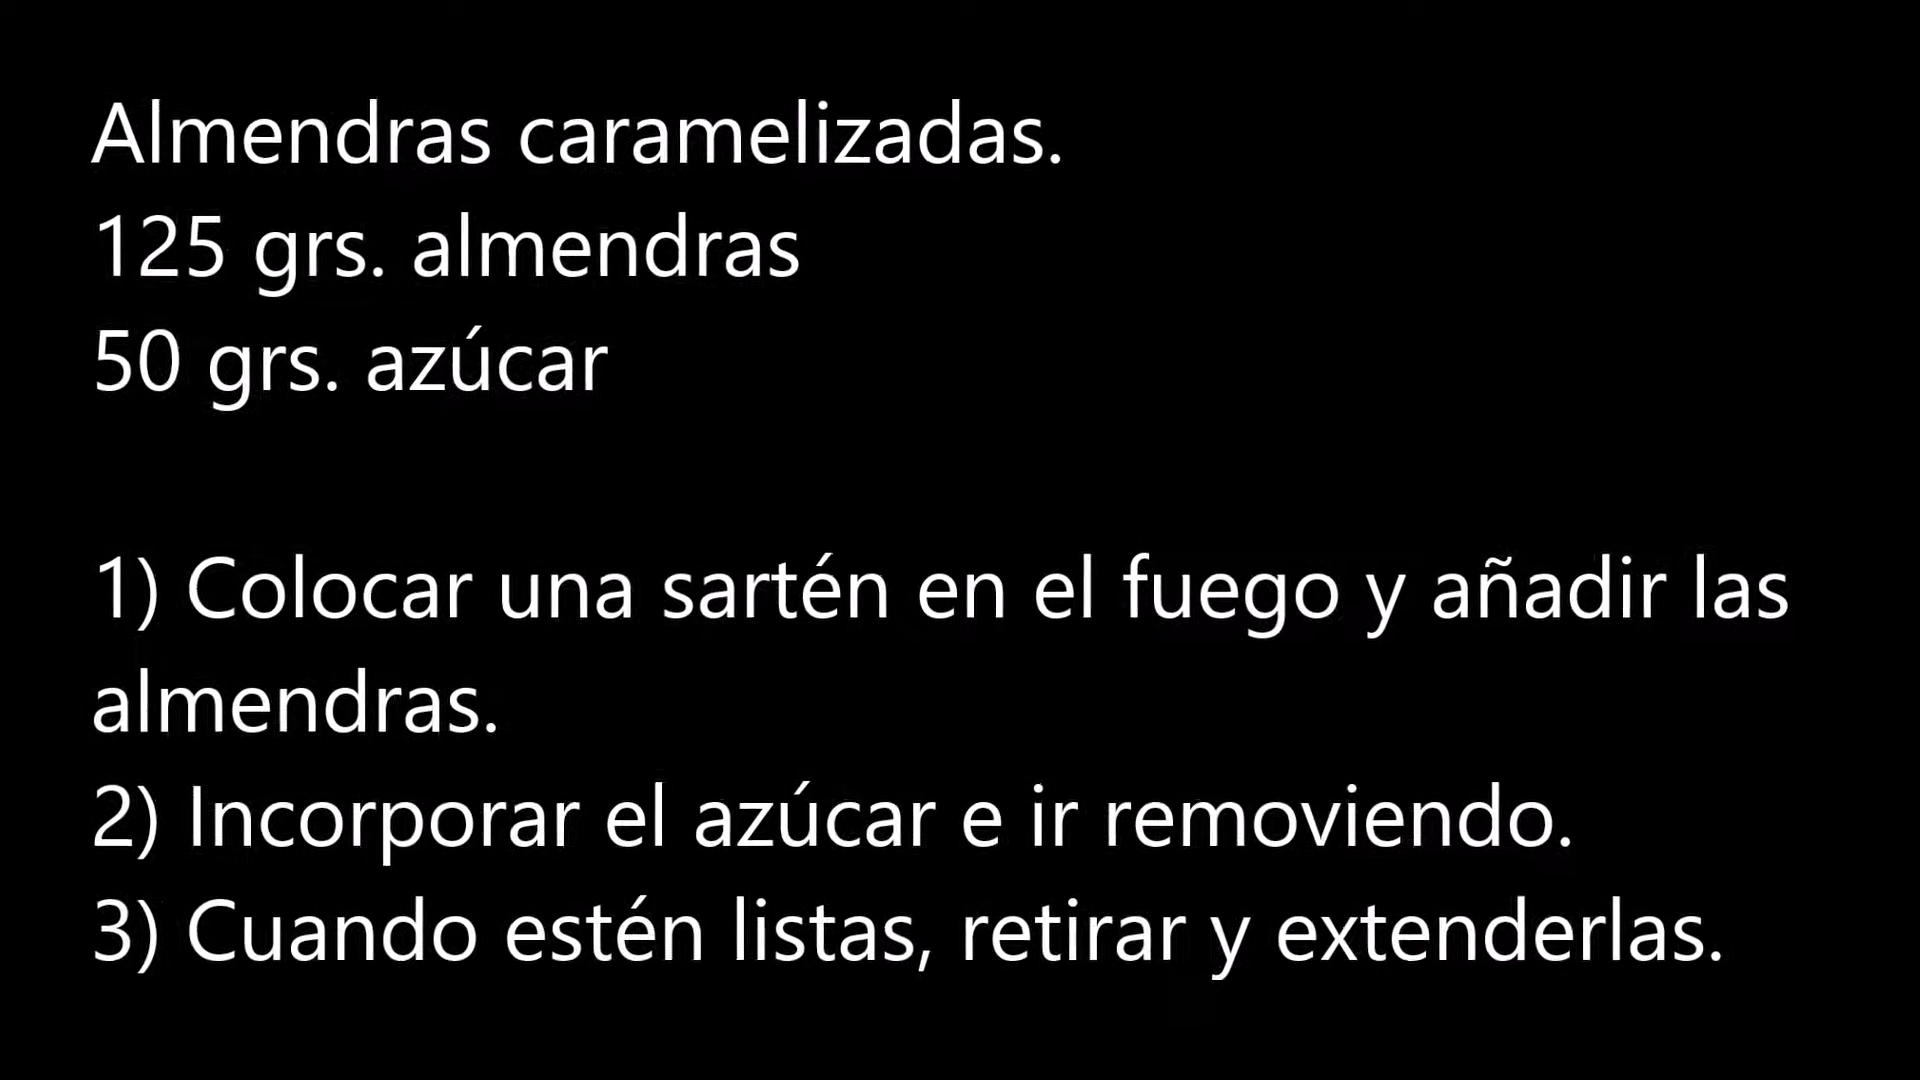 Almendras caramelizadas.
125 grs. almendras
50 grs. azúcar
1) Colocar una sartén en el fuego y añadir las
almendras.
2) Incorporar el azúcar e ir removiendo.
3) Cuando estén listas, retirar y extenderlas.